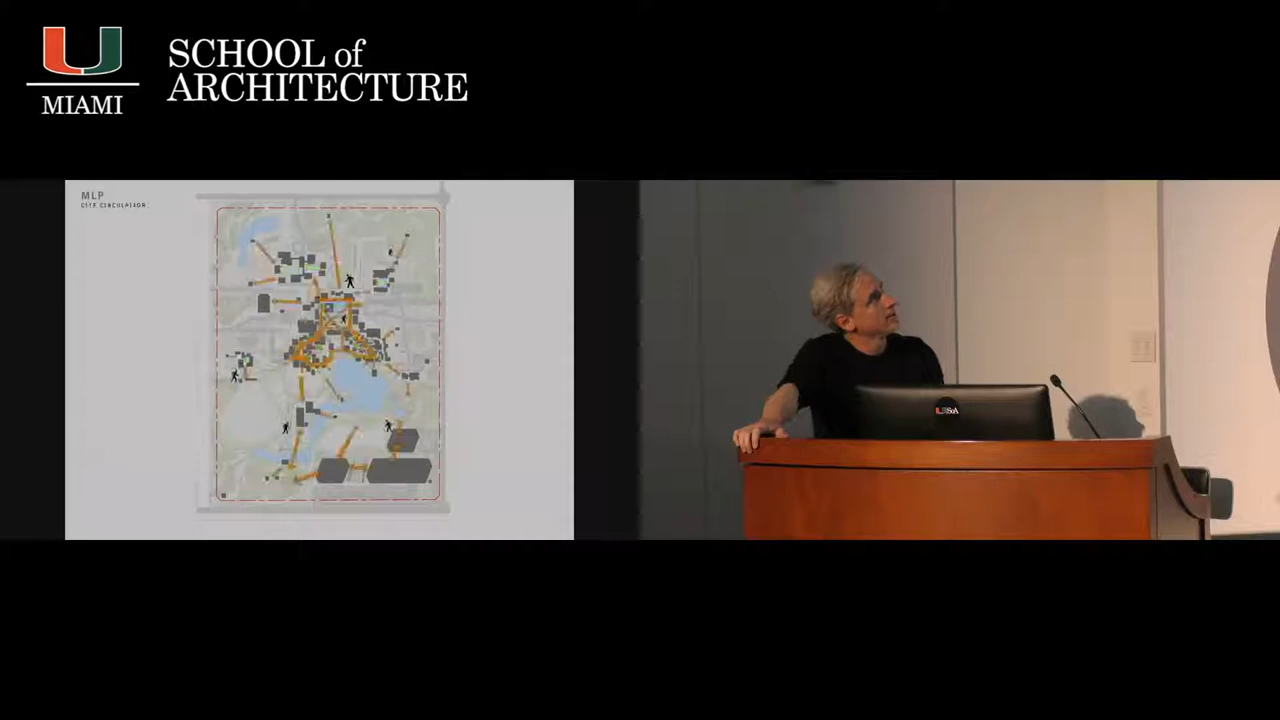 SCHOOL of
ARCHITECTURE
MIAMI
MLP
SITE CIRCULATION